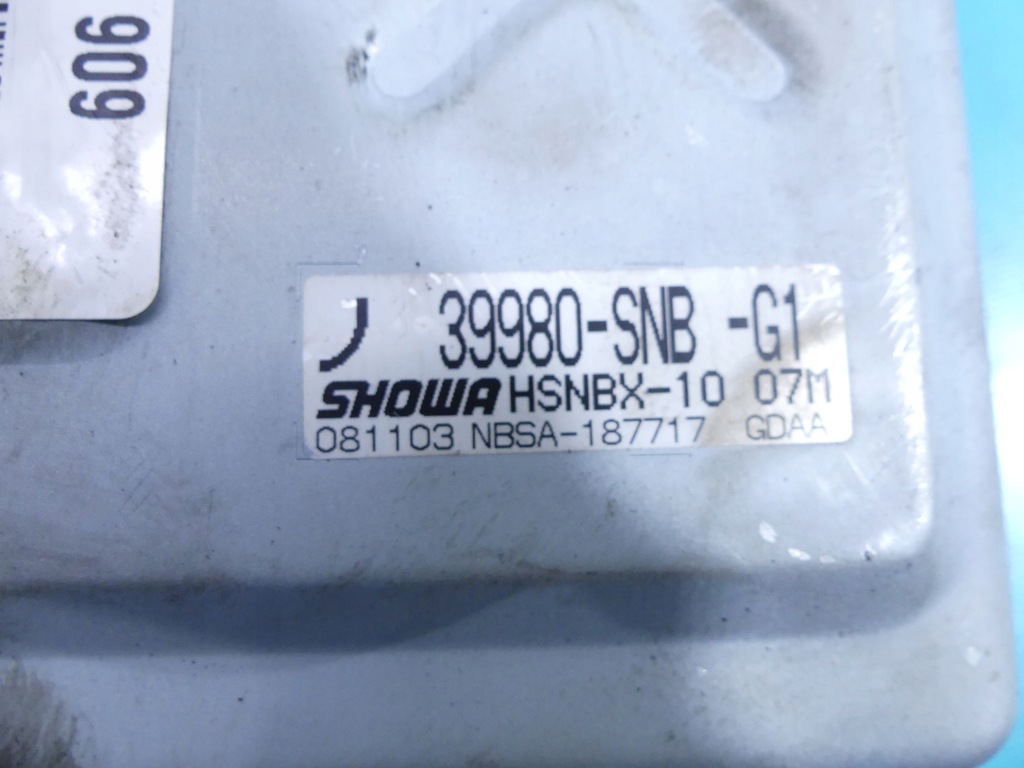 606
J 39980-SNB -G1
SHOWA HSNBX-10 07M
081103 NBSA-187717 GDAA